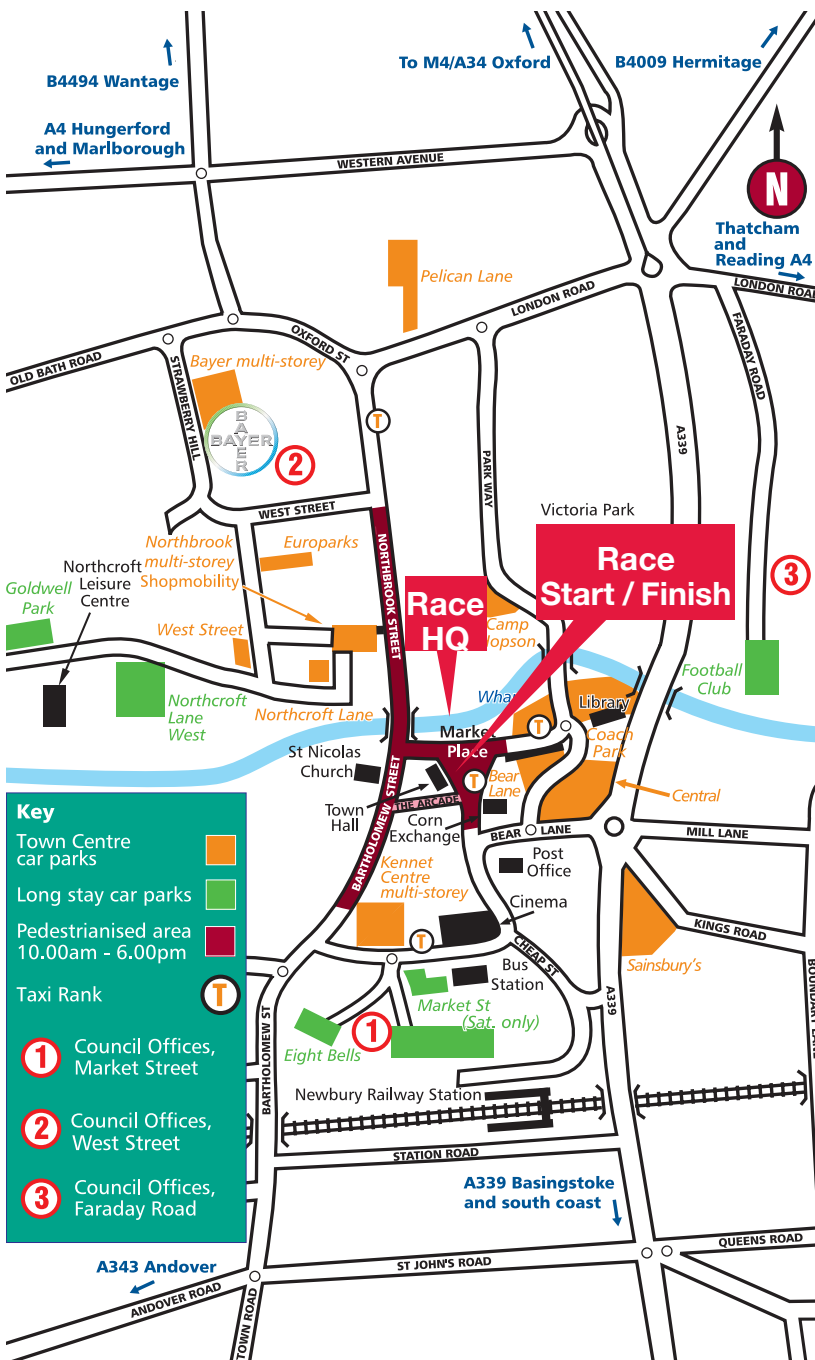 B4494 Wantage
To M4/A34 Oxford
B4009 Hermitage
A4 Hungerford
and Marlborough
WESTERN AVENUE
N
Thatcham
and
Reading A4
LONDON ROAD
Pelican Lane
LONDON ROAD
FARADAY ROAD
OXFORD ST
OLD BATH ROAD
STRAWBERRY HILL
Bayer multi-storey
BAYER
BAYER
2
T
A339
PARK WAY
WEST STREET
Victoria Park
Northbrook
multi-storey
Shopmobility
Europarks
NORTHBROOK STREET
Race
Start / Finish
3
Northcroft
Leisure
Centre
Goldwell
Park
West Street
Race
HQ
Camp
Northcroft
Lane
West
Northcroft Lane
Football
Club
Library
Coach
Park
Market
Place
T
St Nicolas
Church
T
Bear
Lane
Central
Town
Hall
THE ARCADE
Corn
Exchange
BEAR LANE
MILL LANE
BARTHOLOMEW STREET
Kennet
Centre
multi-storey
Post
Office
Cinema
T
CHEAP ST
KINGS ROAD
Sainsbury's
Bus
Station
A339
BOUNDARY LANE
Market St
(Sat. only)
1
Eight Bells
BARTHOLOMEW ST
Newbury Railway Station
STATION ROAD
A339 Basingstoke
and south coast
QUEENS ROAD
ST JOHN'S ROAD
A343 Andover
ANDOVER ROAD
TOWN ROAD
Key
Town Centre
car parks
Long stay car parks
Pedestrianised area
10.00am - 6.00pm
Taxi Rank
T
1
Council Offices,
Market Street
2
Council Offices,
West Street
3
Council Offices,
Faraday Road